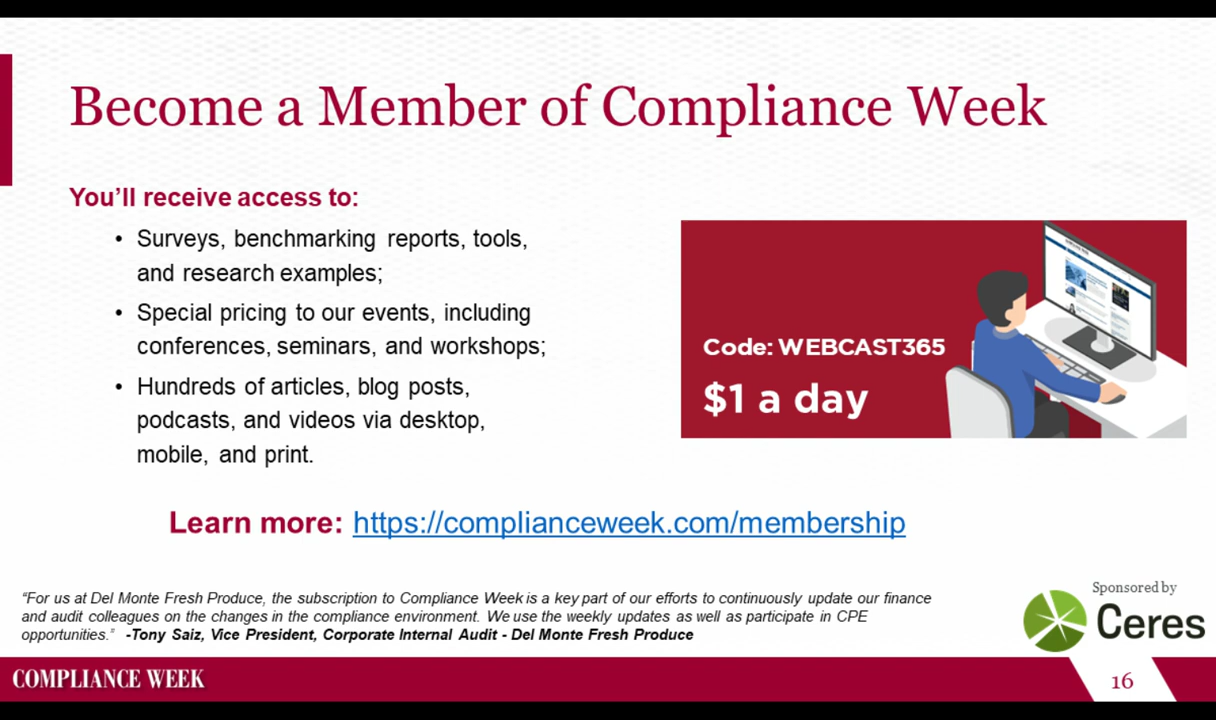 Become a Member of Compliance Week
You’ll receive access to:
• Surveys, benchmarking reports, tools,
and research examples;
• Special pricing to our events, including
conferences, seminars, and workshops;
• Hundreds of articles, blog posts,
podcasts, and videos via desktop,
mobile, and print.
Code: WEBCAST365
$1 a day
Learn more: https://complianceweek.com/membership
“For us at Del Monte Fresh Produce, the subscription to Compliance Week is a key part of our efforts to continuously update our finance
and audit colleagues on the changes in the compliance environment. We use the weekly updates as well as participate in CPE
opportunities.” -Tony Saiz, Vice President, Corporate Internal Audit - Del Monte Fresh Produce
Sponsored by
Ceres
COMPLIANCE WEEK
16